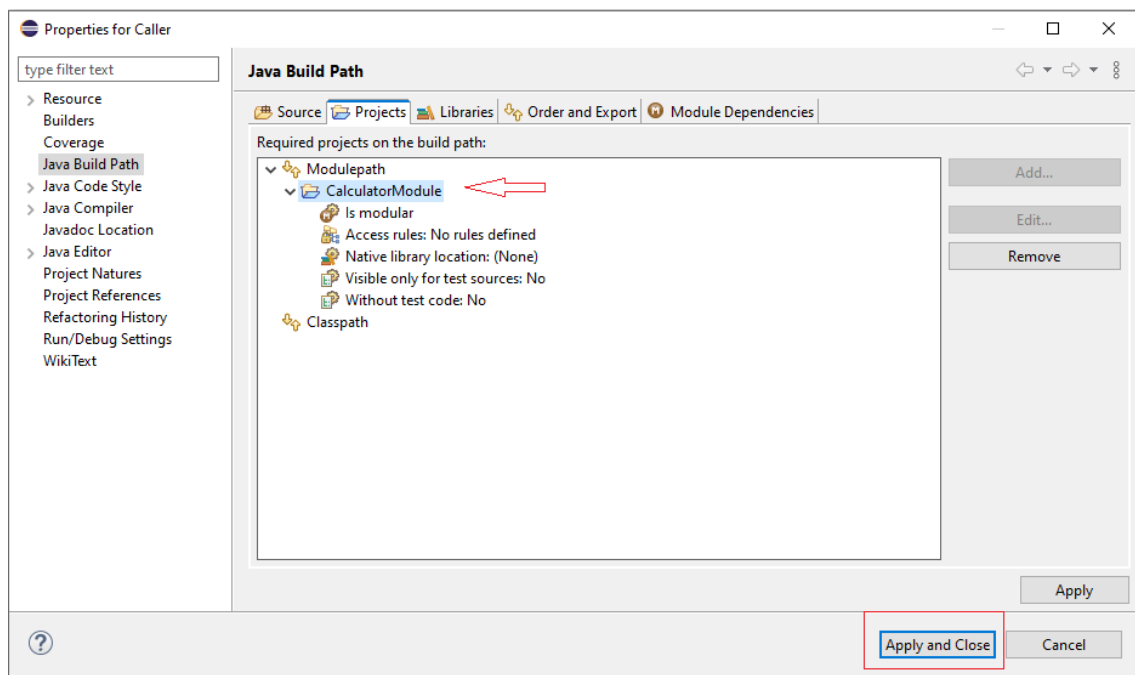 Properties for Caller
type filter text
Resource
Builders
Coverage
Java Build Path
Java Code Style
Java Compiler
Javadoc Location
Java Editor
Project Natures
Project References
Refactoring History
Run/Debug Settings
WikiText
Java Build Path
Source Projects Libraries Order and Export Module Dependencies
Required projects on the build path:
Modulepath
CalculatorModule
Is modular
Access rules: No rules defined
Native library location: (None)
Visible only for test sources: No
Without test code: No
Classpath
Add...
Edit...
Remove
Apply
Apply and Close Cancel